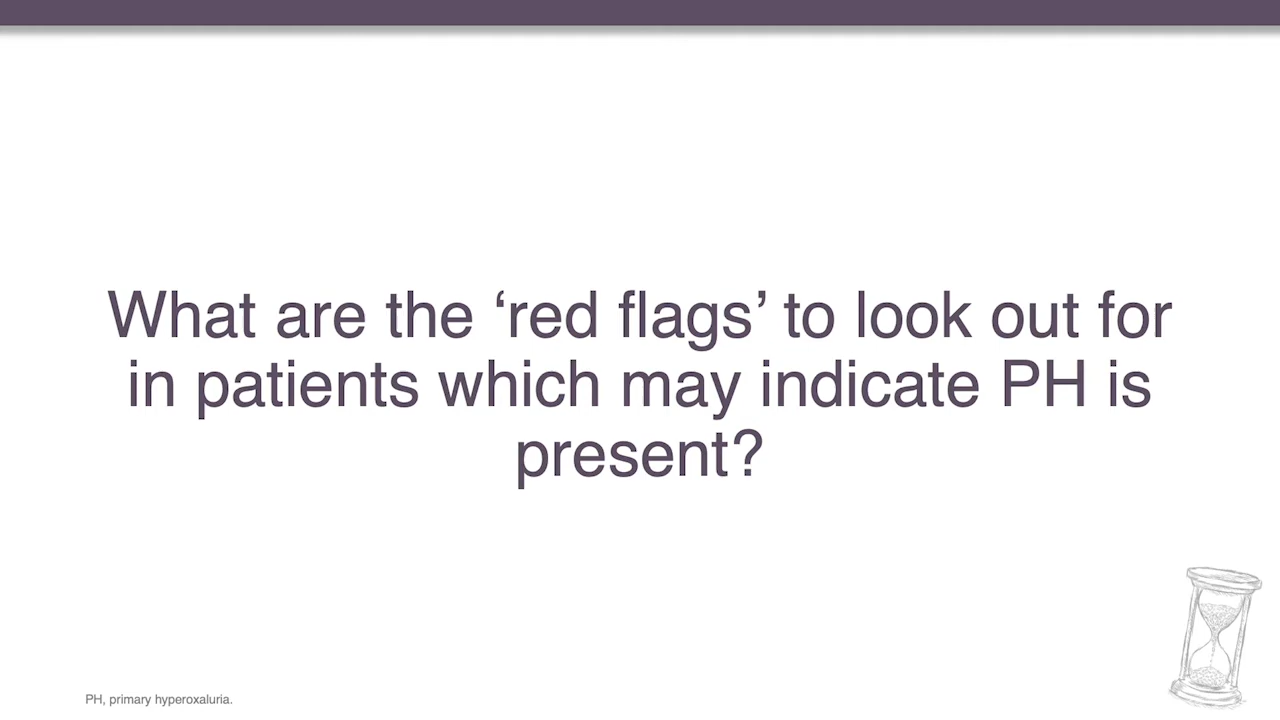 What are the ‘red flags’ to look out for
in patients which may indicate PH is
present?
PH, primary hyperoxaluria.